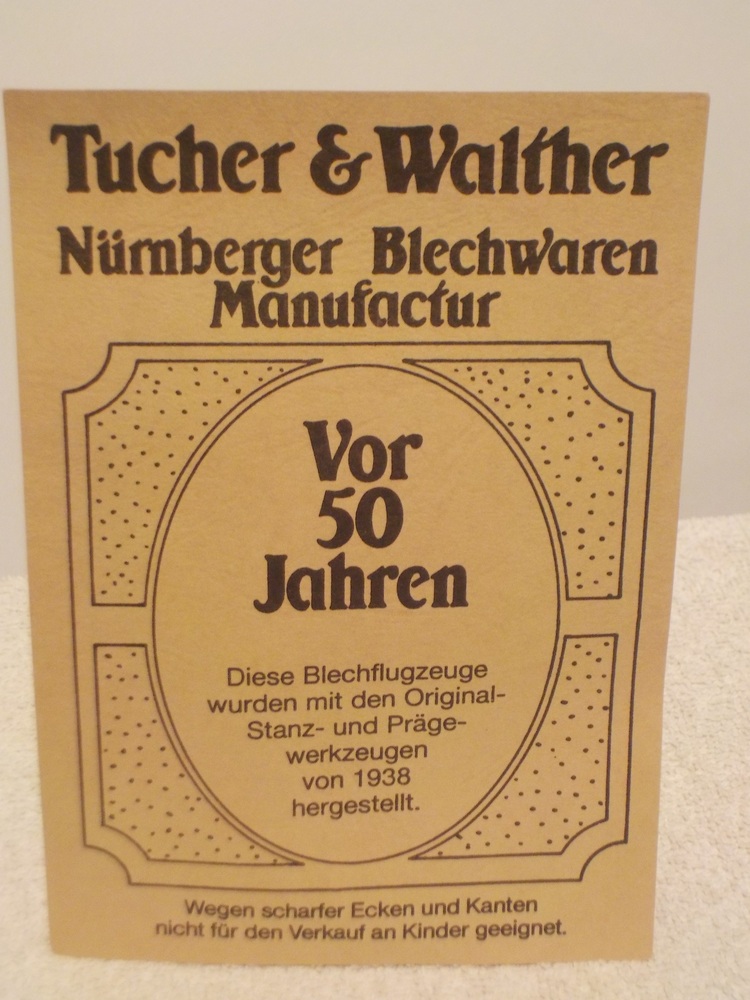 Tucher & Walther
Nürnberger Blechwaren
Manufactur
Vor
50
Jahren
Diese Blechflugzeuge
wurden mit den Original-
Stanz- und Präge-
werkzeugen
von 1938
hergestellt.
Wegen scharfer Ecken und Kanten
nicht für den Verkauf an Kinder geeignet.